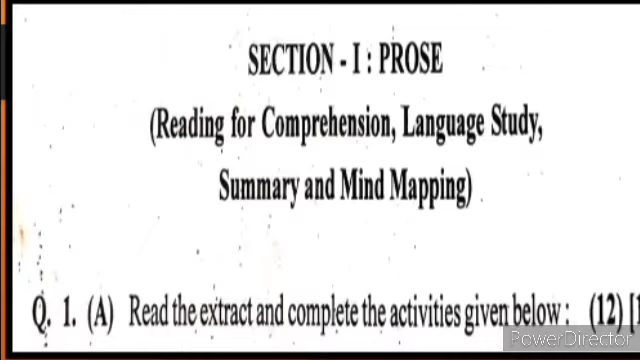 SECTION - I : PROSE
(Reading for Comprehension, Language Study,
Summary and Mind Mapping)
Q. 1. (A) Read the extract and complete the activities given below : (12) [1
PowerDirector